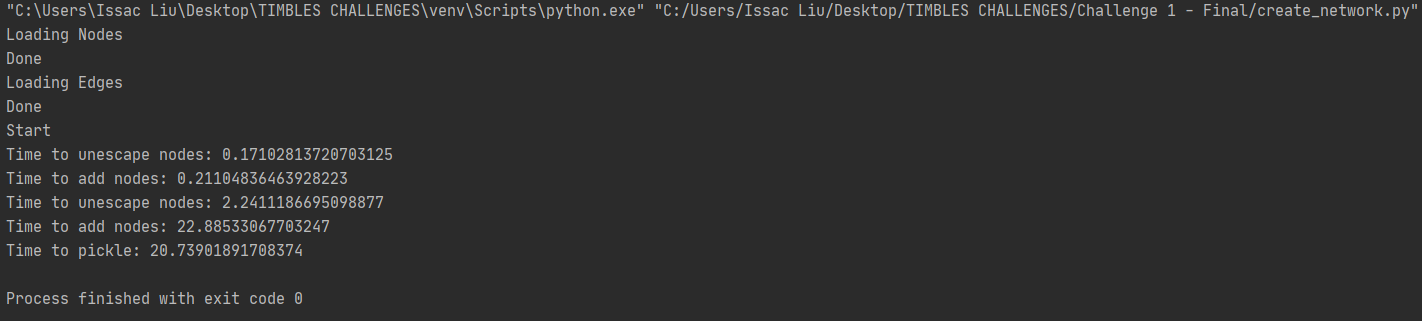 "C:\Users\Issac Liu\Desktop\TIMBLES CHALLENGES\venv\Scripts\python.exe" "C:/Users/Issac Liu/Desktop/TIMBLES CHALLENGES/Challenge 1 - Final/create_network.py"
Loading Nodes
Done
Loading Edges
Done
Start
Time to unescape nodes: 0.17102813720703125
Time to add nodes: 0.21104836463928223
Time to unescape nodes: 2.2411186695098877
Time to add nodes: 22.88533067703247
Time to pickle: 20.73901891708374
Process finished with exit code 0